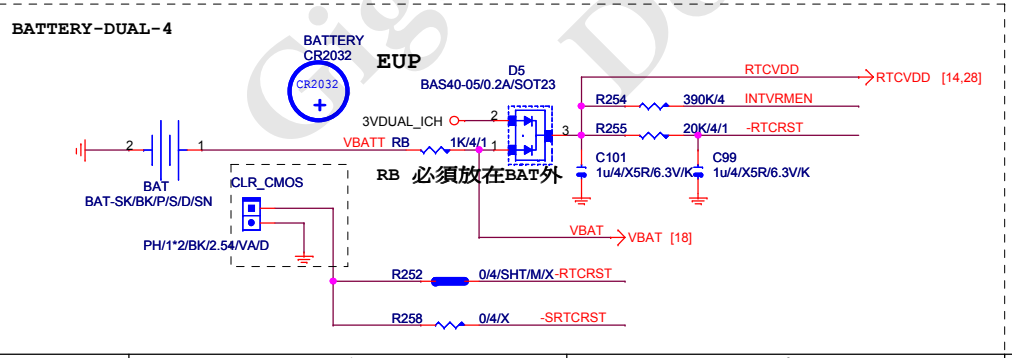 BATTERY-DUAL-4
BATTERY
CR2032
CR2032
+
EUP
D5
BAS40-05/0.2A/SOT23
RTCVDD
RTCVDD [14,28]
R254 390K/4 INTVRMEN
3VDUAL_ICH 2
3
R255 20K/4/1 -RTCRST
2 1 VBATT RB 1K/4/1 1
RB 必須放在BAT外
C101
1u/4/X5R/6.3V/K
C99
1u/4/X5R/6.3V/K
BAT
BAT-SK/BK/P/S/D/SN
CLR_CMOS
PH/1*2/BK/2.54/VA/D
VBAT VBAT [18]
R252 0/4/SHT/M/X -RTCRST
R258 0/4/X -SRTCRST